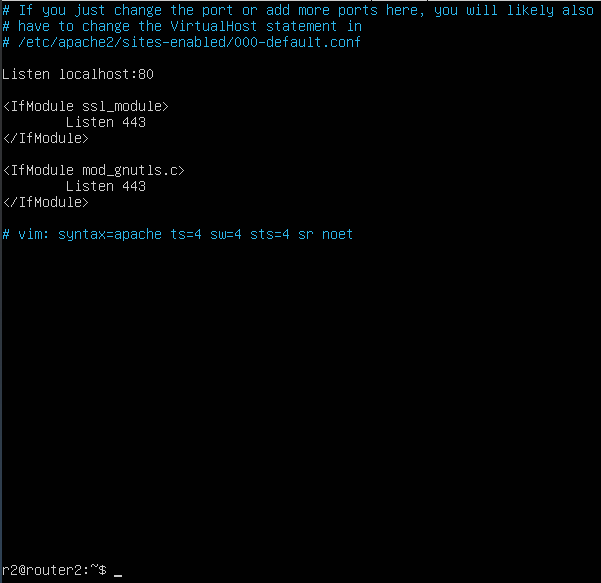 # If you just change the port or add more ports here, you will likely also
# have to change the VirtualHost statement in
# /etc/apache2/sites-enabled/000-default.conf
Listen localhost:80
<IfModule ssl_module>
Listen 443
</IfModule>
<IfModule mod_gnutls.c>
Listen 443
</IfModule>
# vim: syntax=apache ts=4 sw=4 sts=4 sr noet
r2@router2:~$ _